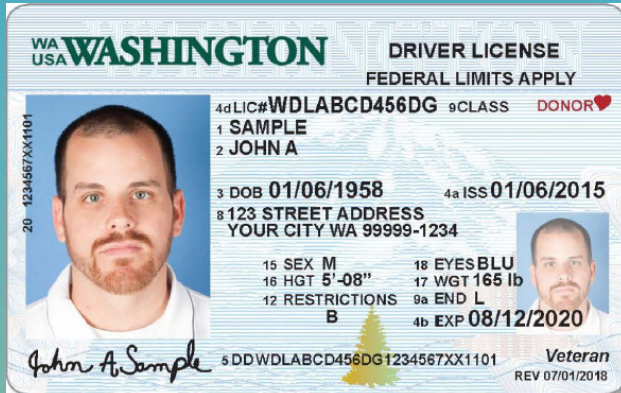 WA USA WASHINGTON
DRIVER LICENSE
FEDERAL LIMITS APPLY
4d LIC# WDLABCD456DG 9 CLASS DONOR
1 SAMPLE
2 JOHN A
3 DOB 01/06/1958 4a ISS 01/06/2015
8 123 STREET ADDRESS
YOUR CITY WA 99999-1234
15 SEX M 18 EYES BLU
16 HGT 5'-08" 17 WGT 165 lb
12 RESTRICTIONS 9a END L
B 4b EXP 08/12/2020
20 1234567XX1101
John A Sample
5 DDWDLABCD456DG1234567XX1101
Veteran
REV 07/01/2018